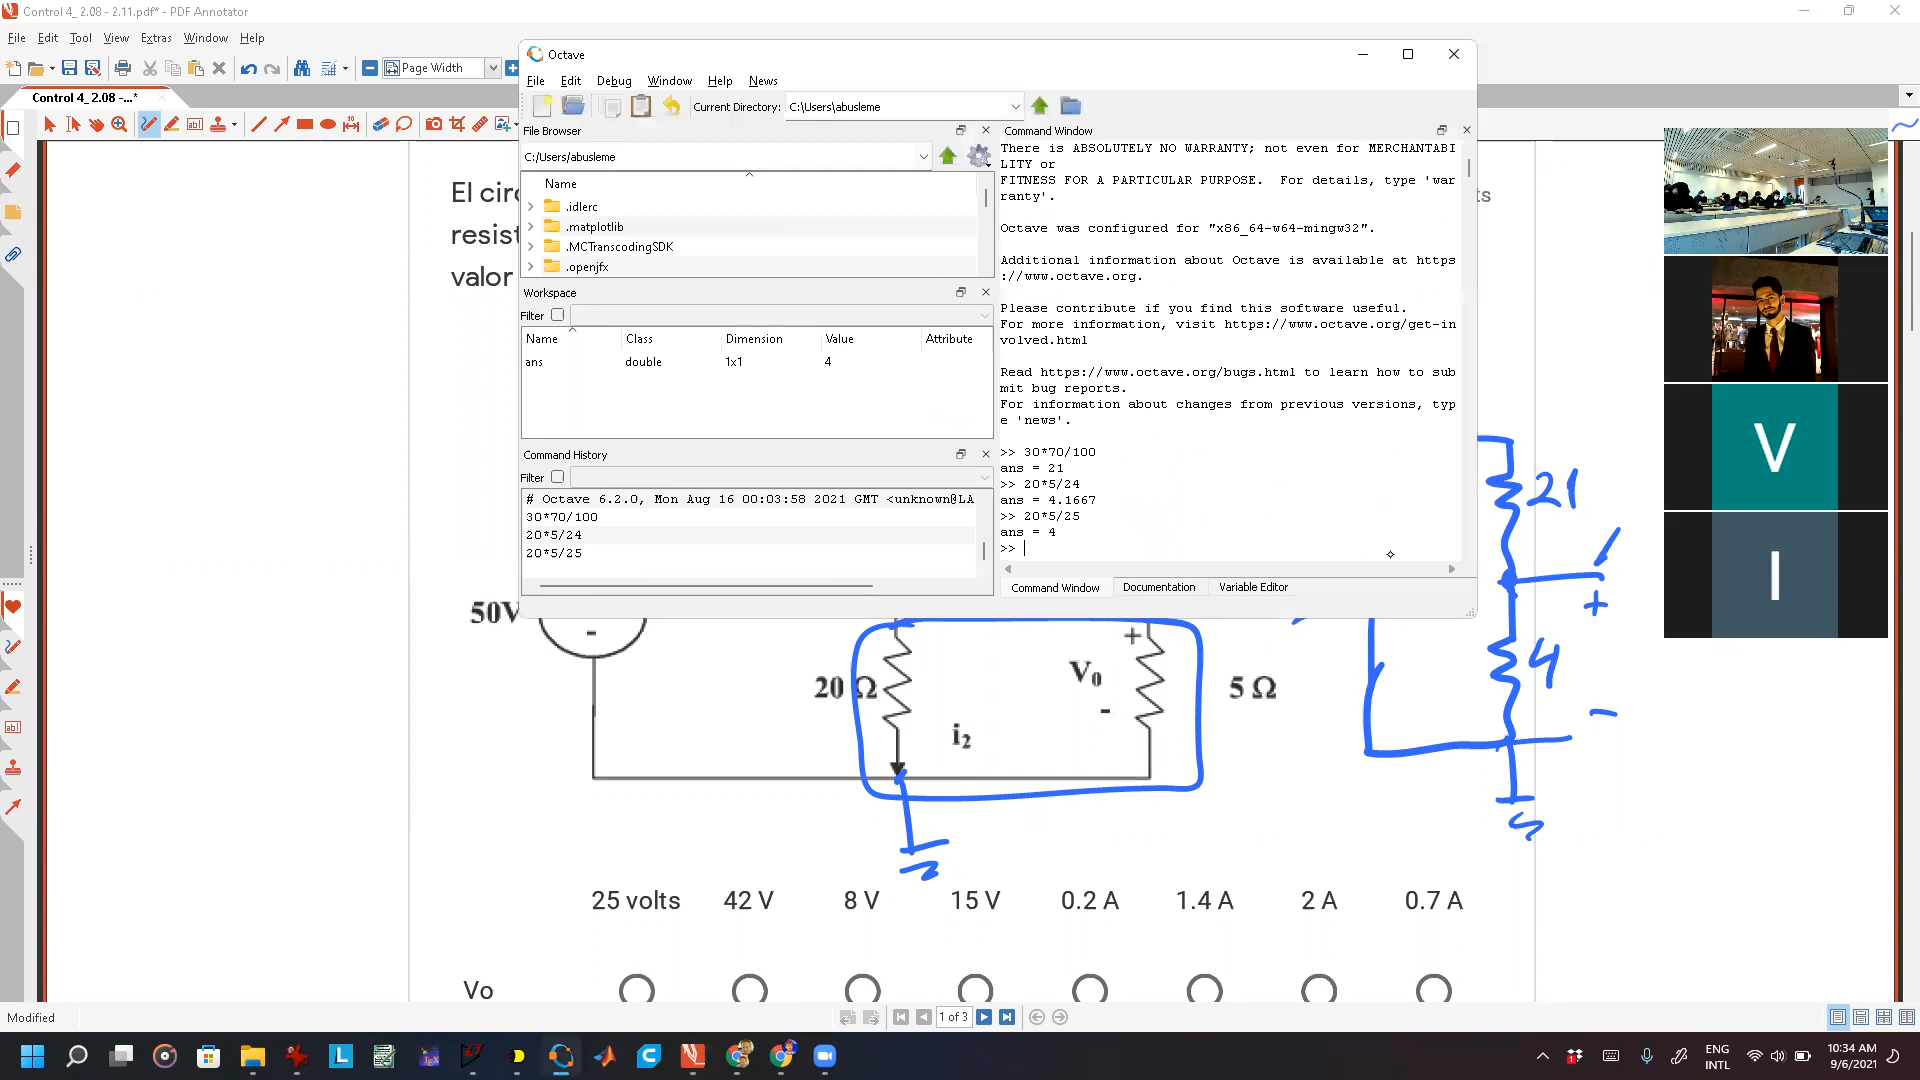 Control 4_ 2.08 - 2.11.pdf* - PDF Annotator
File Edit Tool View Extras Window Help
Page Width
Control 4_ 2.08 -...*
Octave
File Edit Debug Window Help News
Current Directory: C:\Users\abusleme
File Browser
C:/Users/abusleme
Name
.idlerc
.matplotlib
.MCTranscodingSDK
.openjfx
Workspace
Filter
Name Class Dimension Value Attribute
ans double 1x1 4
Command History
Filter
# Octave 6.2.0, Mon Aug 16 00:03:58 2021 GMT <unknown@LA
30*70/100
20*5/24
20*5/25
Command Window
There is ABSOLUTELY NO WARRANTY; not even for MERCHANTABI
LITY or
FITNESS FOR A PARTICULAR PURPOSE. For details, type 'war
ranty'.
Octave was configured for "x86_64-w64-mingw32".
Additional information about Octave is available at https
://www.octave.org.
Please contribute if you find this software useful.
For more information, visit https://www.octave.org/get-in
volved.html
Read https://www.octave.org/bugs.html to learn how to sub
mit bug reports.
For information about changes from previous versions, typ
e 'news'.
>> 30*70/100
ans = 21
>> 20*5/24
ans = 4.1667
>> 20*5/25
ans = 4
>>
Command Window Documentation Variable Editor
El circ
resist
valor
ts
50V
-
20 Ω
i2
+
V0
-
5 Ω
21
+
4
-
V
I
25 volts 42 V 8 V 15 V 0.2 A 1.4 A 2 A 0.7 A
Vo
Modified
1 of 3
ENG
INTL
10:34 AM
9/6/2021